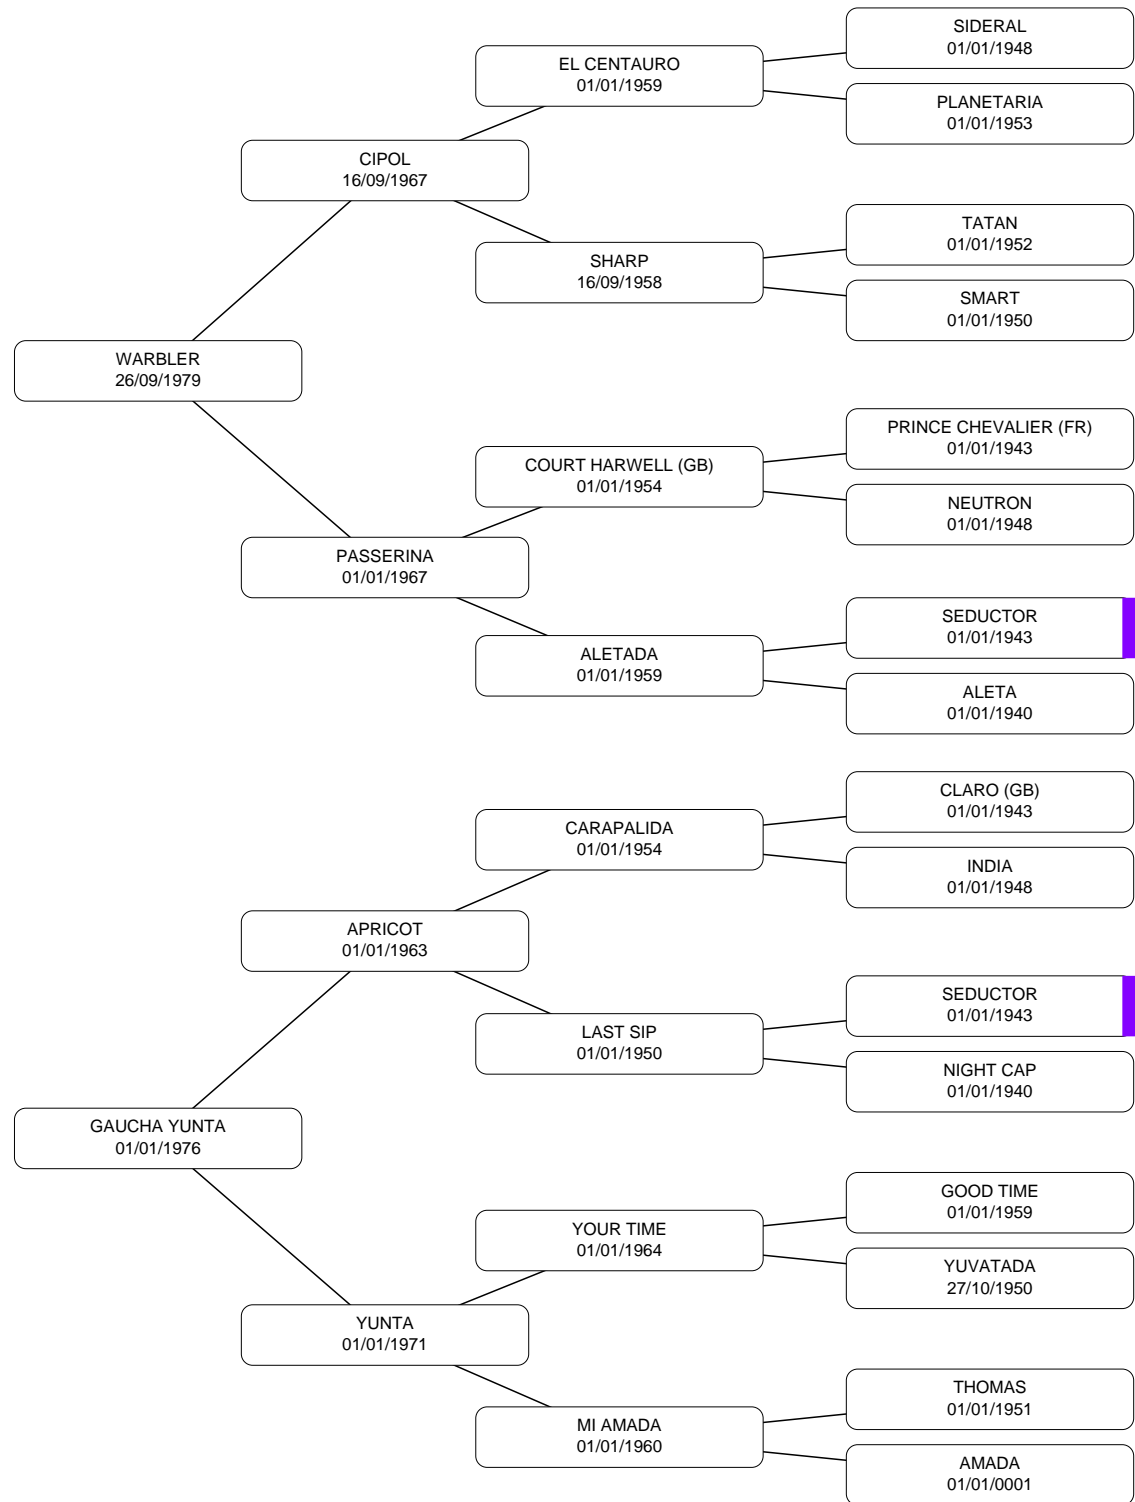 SIDERAL
01/01/1948
EL CENTAURO
01/01/1959
PLANETARIA
01/01/1953
CIPOL
16/09/1967
TATAN
01/01/1952
SHARP
16/09/1958
SMART
01/01/1950
WARBLER
26/09/1979
PRINCE CHEVALIER (FR)
01/01/1943
COURT HARWELL (GB)
01/01/1954
NEUTRON
01/01/1948
PASSERINA
01/01/1967
SEDUCTOR
01/01/1943
ALETADA
01/01/1959
ALETA
01/01/1940
CLARO (GB)
01/01/1943
CARAPALIDA
01/01/1954
INDIA
01/01/1948
APRICOT
01/01/1963
SEDUCTOR
01/01/1943
LAST SIP
01/01/1950
NIGHT CAP
01/01/1940
GAUCHA YUNTA
01/01/1976
GOOD TIME
01/01/1959
YOUR TIME
01/01/1964
YUVATADA
27/10/1950
YUNTA
01/01/1971
THOMAS
01/01/1951
MI AMADA
01/01/1960
AMADA
01/01/0001